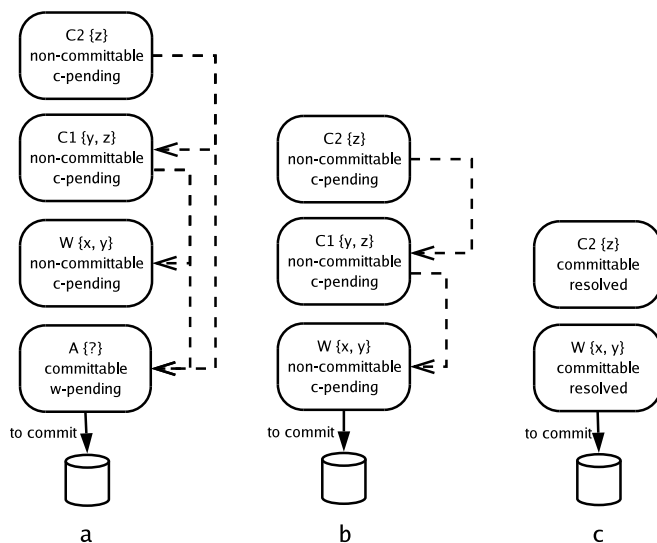 C2 {z}
non-committable
c-pending
C1 {y, z}
non-committable
c-pending
W {x, y}
non-committable
c-pending
A {?}
committable
w-pending
to commit
a
C2 {z}
non-committable
c-pending
C1 {y, z}
non-committable
c-pending
W {x, y}
non-committable
c-pending
to commit
b
C2 {z}
committable
resolved
W {x, y}
committable
resolved
to commit
c